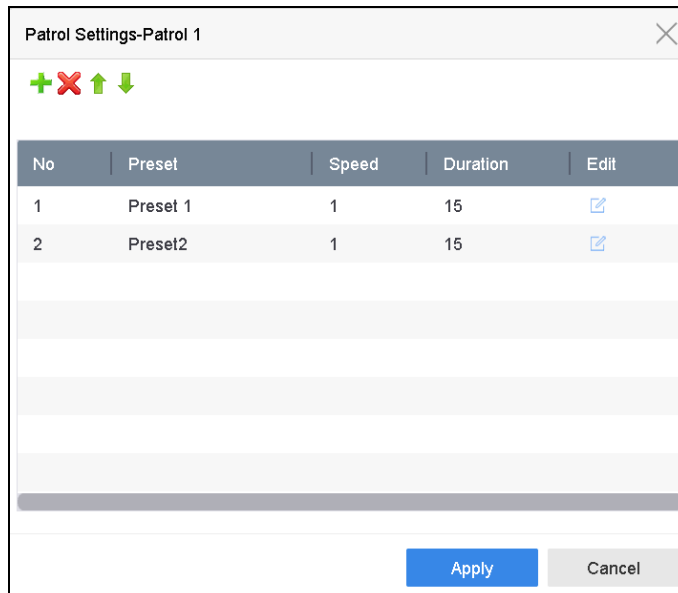 Patrol Settings-Patrol 1
No Preset Speed Duration Edit
1 Preset 1 1 15
2 Preset2 1 15
Apply Cancel